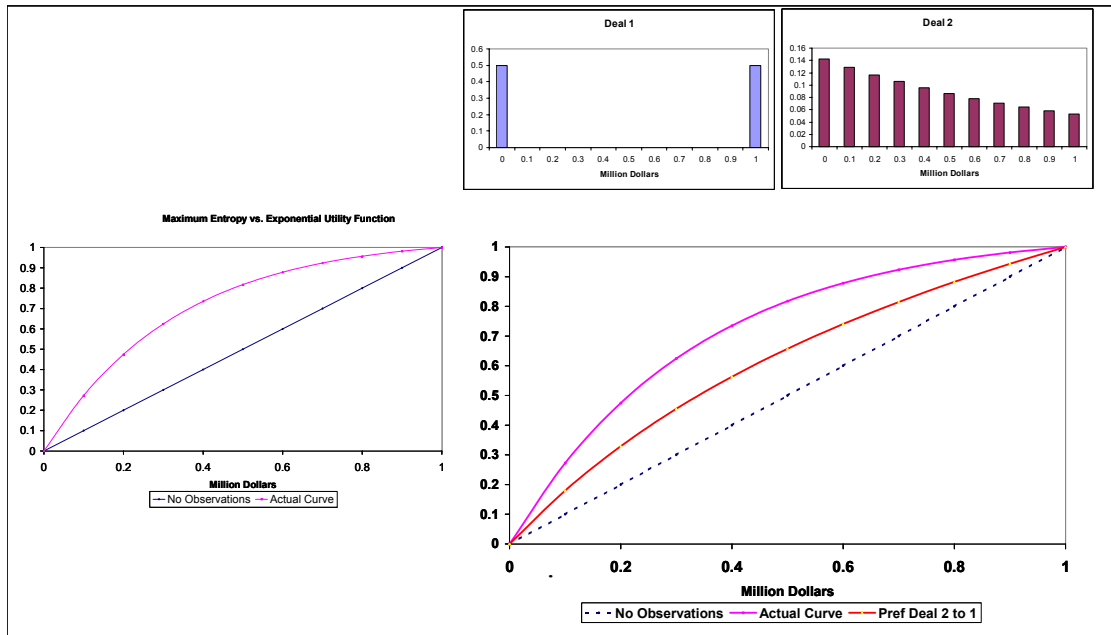 Deal 1
0.6
0.5
0.4
0.3
0.2
0.1
0
0 0.1 0.2 0.3 0.4 0.5 0.6 0.7 0.8 0.9 1
Million Dollars
Deal 2
0.16
0.14
0.12
0.1
0.08
0.06
0.04
0.02
0
0 0.1 0.2 0.3 0.4 0.5 0.6 0.7 0.8 0.9 1
Million Dollars
Maximum Entropy vs. Exponential Utility Function
1
0.9
0.8
0.7
0.6
0.5
0.4
0.3
0.2
0.1
0
0 0.2 0.4 0.6 0.8 1
Million Dollars
No Observations Actual Curve
1
0.9
0.8
0.7
0.6
0.5
0.4
0.3
0.2
0.1
0
0 0.2 0.4 0.6 0.8 1
Million Dollars
No Observations Actual Curve Pref Deal 2 to 1